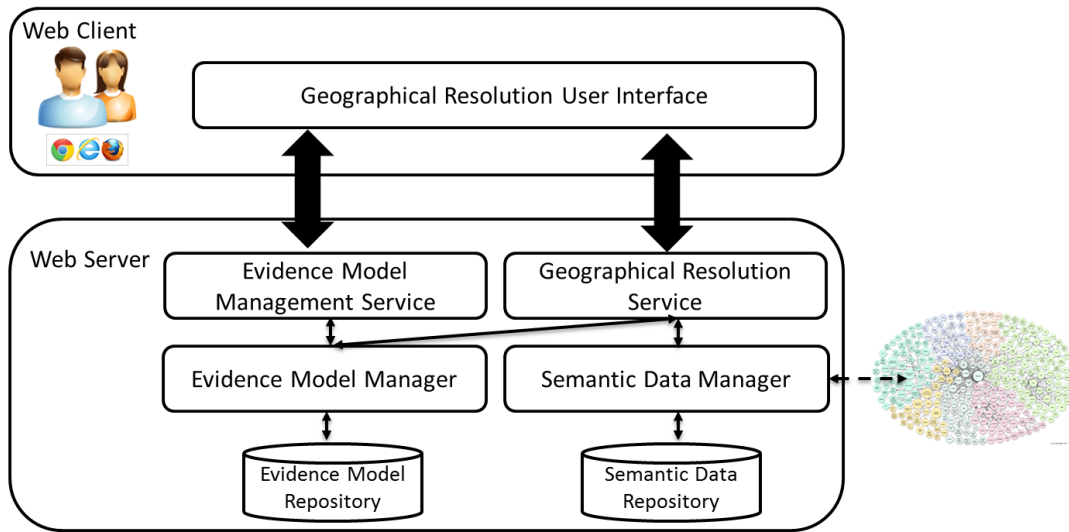 Web Client
Geographical Resolution User Interface
Web Server
Evidence Model
Management Service
Geographical Resolution
Service
Evidence Model Manager
Semantic Data Manager
Evidence Model
Repository
Semantic Data
Repository